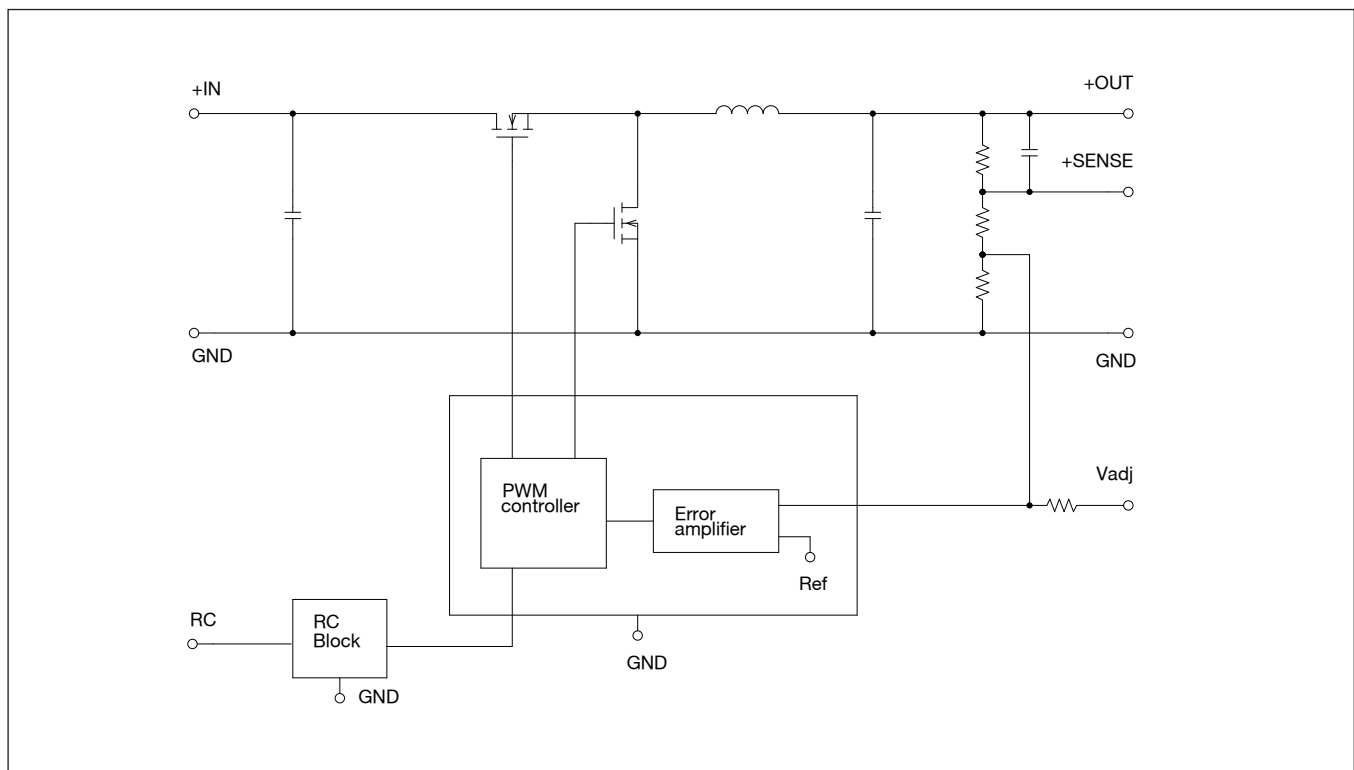 +IN
+OUT
+SENSE
GND
GND
PWM
controller
Error
amplifier
Vadj
Ref
RC
RC
Block
GND
GND